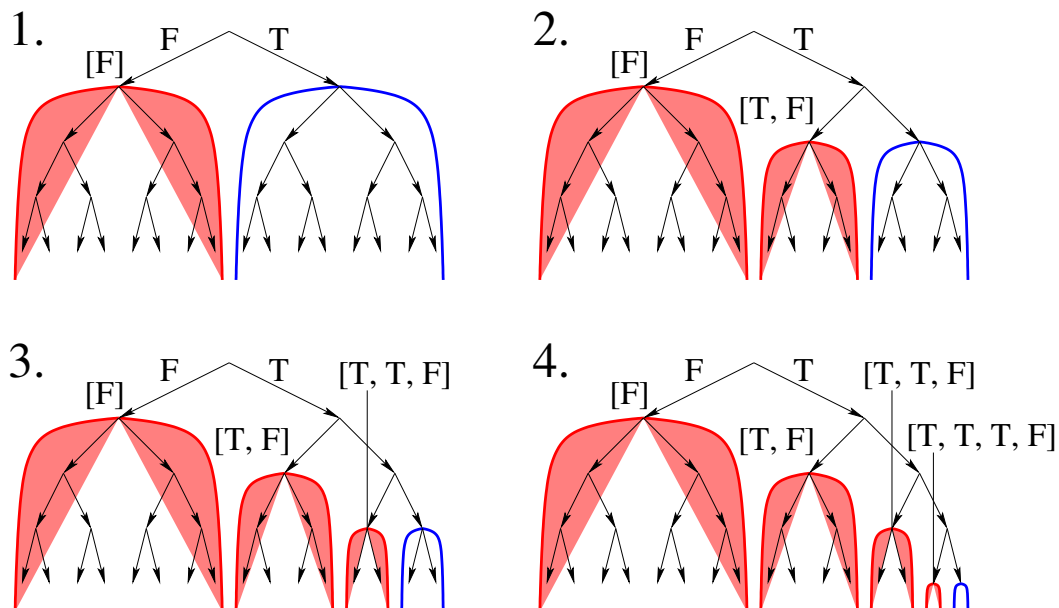 1.
F T
[F]
2.
F T
[F]
[T, F]
3.
F T
[T, T, F]
[F]
[T, F]
4.
F T
[T, T, F]
[F]
[T, F]
[T, T, T, F]